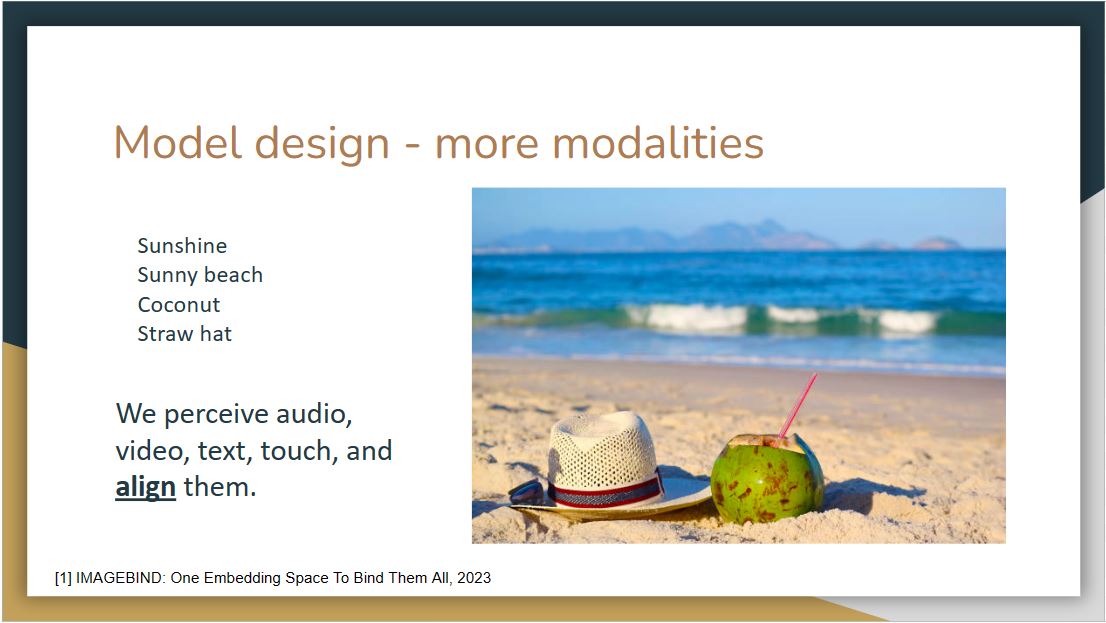 Model design - more modalities
Sunshine
Sunny beach
Coconut
Straw hat
We perceive audio,
video, text, touch, and
align them.
[1] IMAGEBIND: One Embedding Space To Bind Them All, 2023